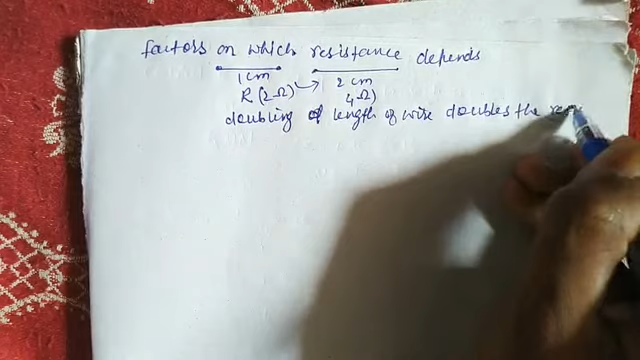 factors on which resistance depends
1 cm 2 cm
R (2Ω) 4Ω)
doubling of length of wire doubles the